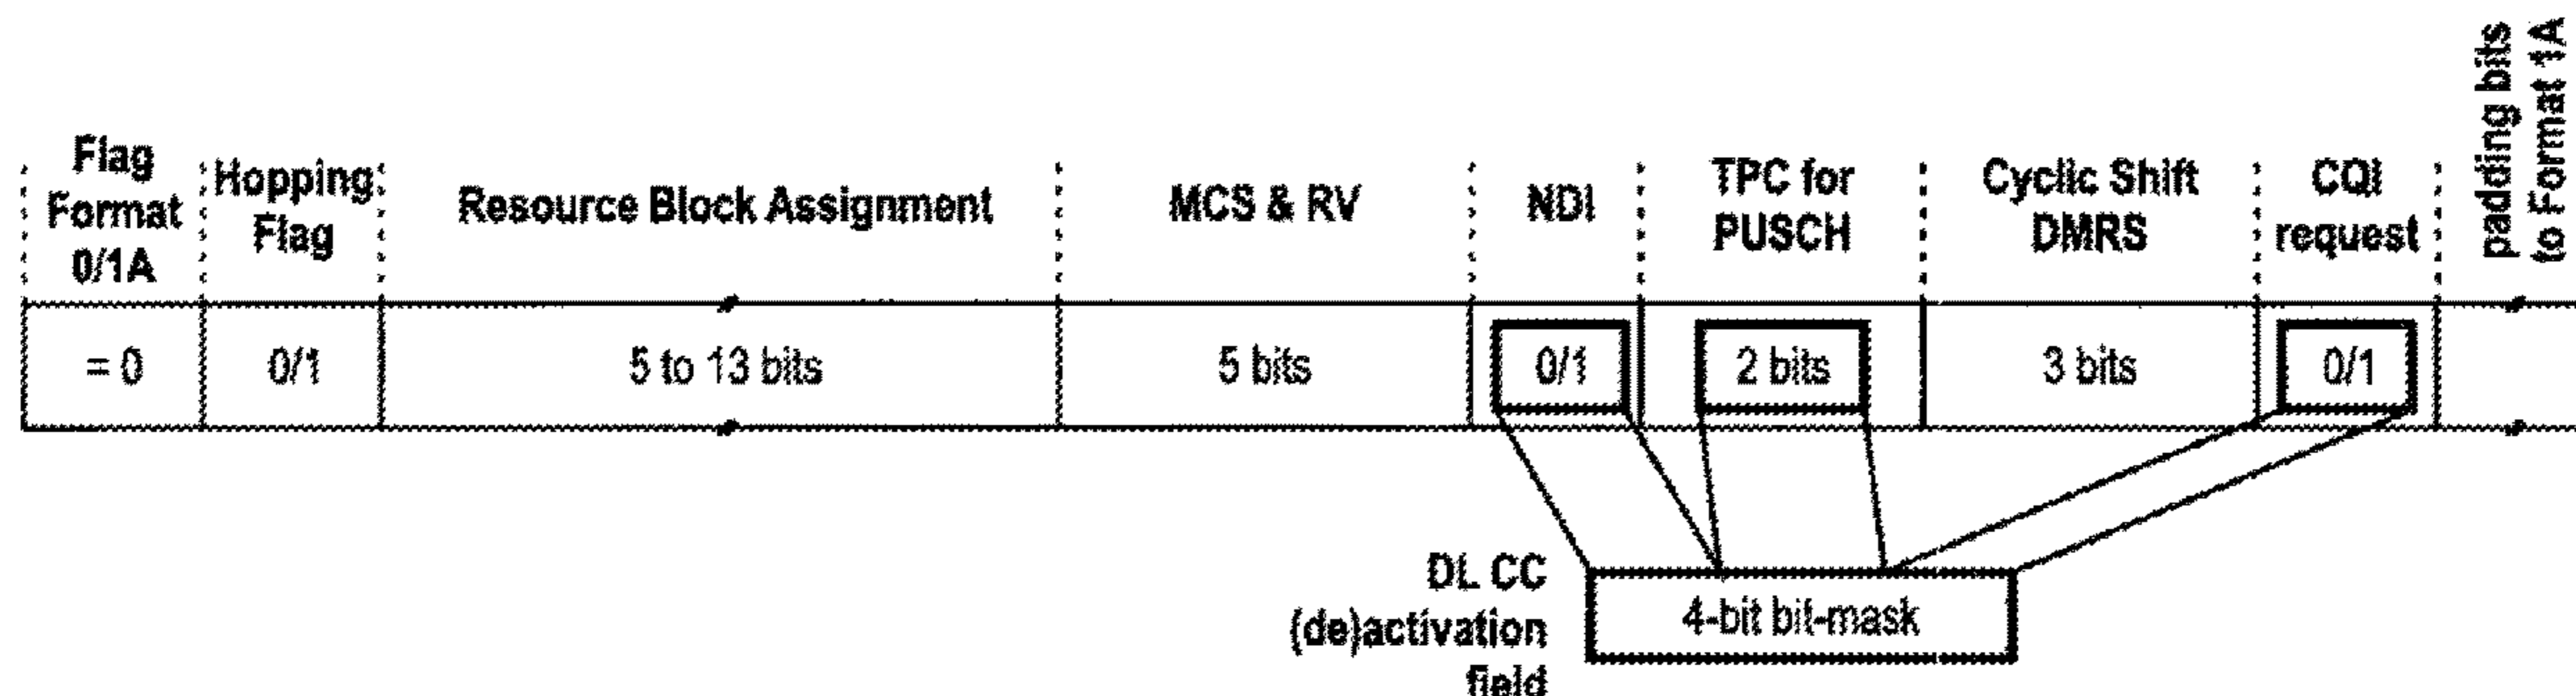 Flag
Format
0/1A
Hopping
Flag
Resource Block Assignment
MCS & RV
NDI
TPC for
PUSCH
Cyclic Shift
DMRS
CQI
request
padding bits
to Format 1A
= 0
0/1
5 to 13 bits
5 bits
0/1
2 bits
3 bits
0/1
DL CC
(de)activation
field
4-bit bit-mask